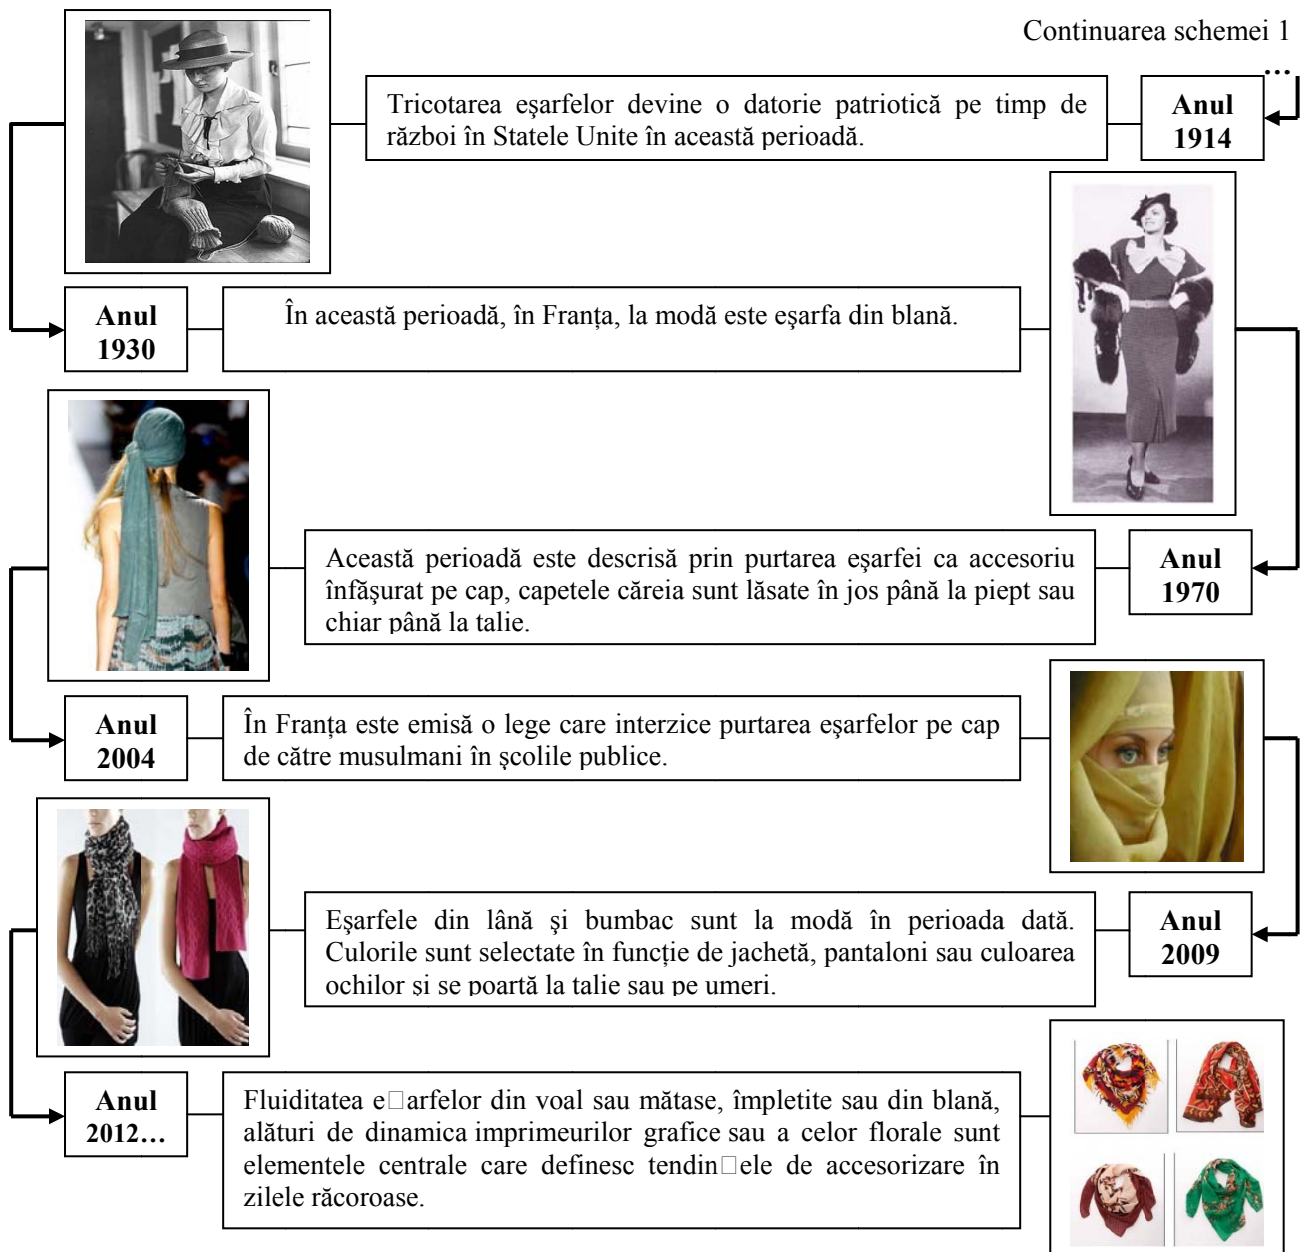 Continuarea schemei 1
...
Tricotarea eşarfelor devine o datorie patriotică pe timp de
război în Statele Unite în această perioadă.
Anul
1914
Anul
1930
În această perioadă, în Franţa, la modă este eşarfa din blană.
Această perioadă este descrisă prin purtarea eşarfei ca accesoriu
înfăşurat pe cap, capetele căreia sunt lăsate în jos până la piept sau
chiar până la talie.
Anul
1970
Anul
2004
În Franţa este emisă o lege care interzice purtarea eşarfelor pe cap
de către musulmani în şcolile publice.
Eşarfele din lână şi bumbac sunt la modă în perioada dată.
Culorile sunt selectate în funcţie de jachetă, pantaloni sau culoarea
ochilor şi se poartă la talie sau pe umeri.
Anul
2009
Anul
2012...
Fluiditatea e□arfelor din voal sau mătase, împletite sau din blană,
alături de dinamica imprimeurilor grafice sau a celor florale sunt
elementele centrale care definesc tendin□ele de accesorizare în
zilele răcoroase.